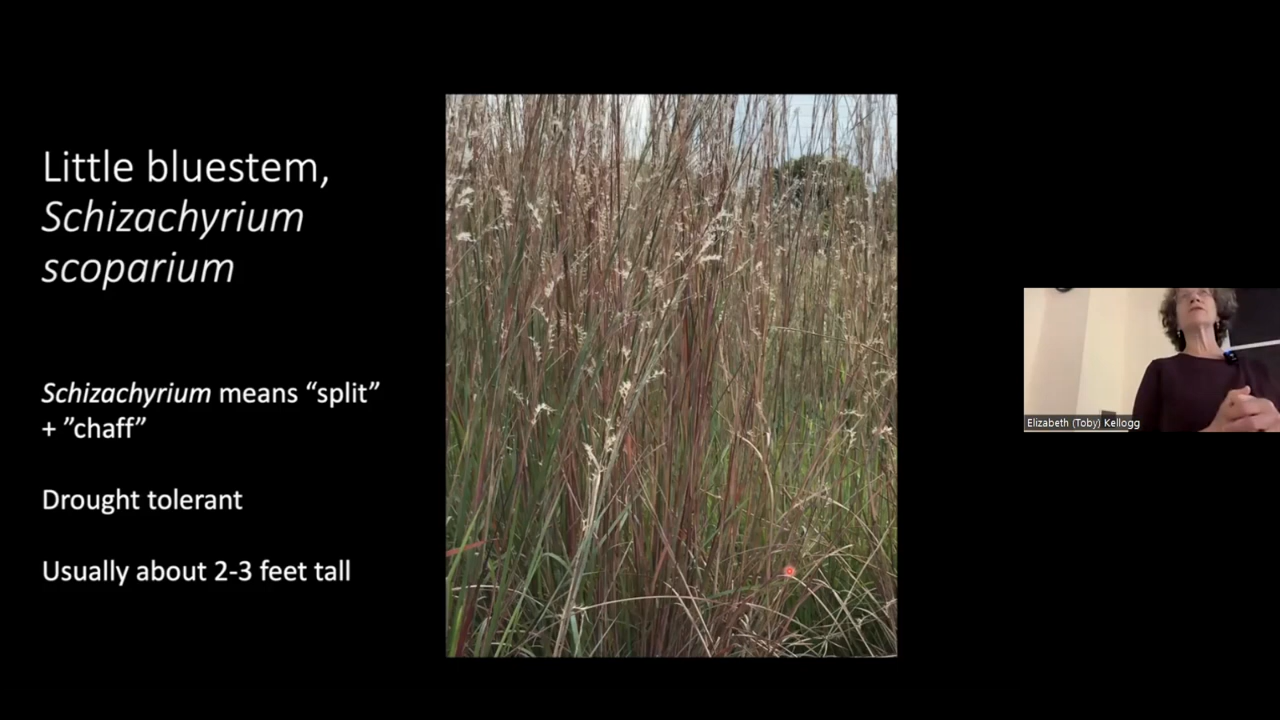 Little bluestem,
Schizachyrium
scoparium
Schizachyrium means “split”
+ ”chaff”
Drought tolerant
Usually about 2-3 feet tall
Elizabeth (Toby) Kellogg